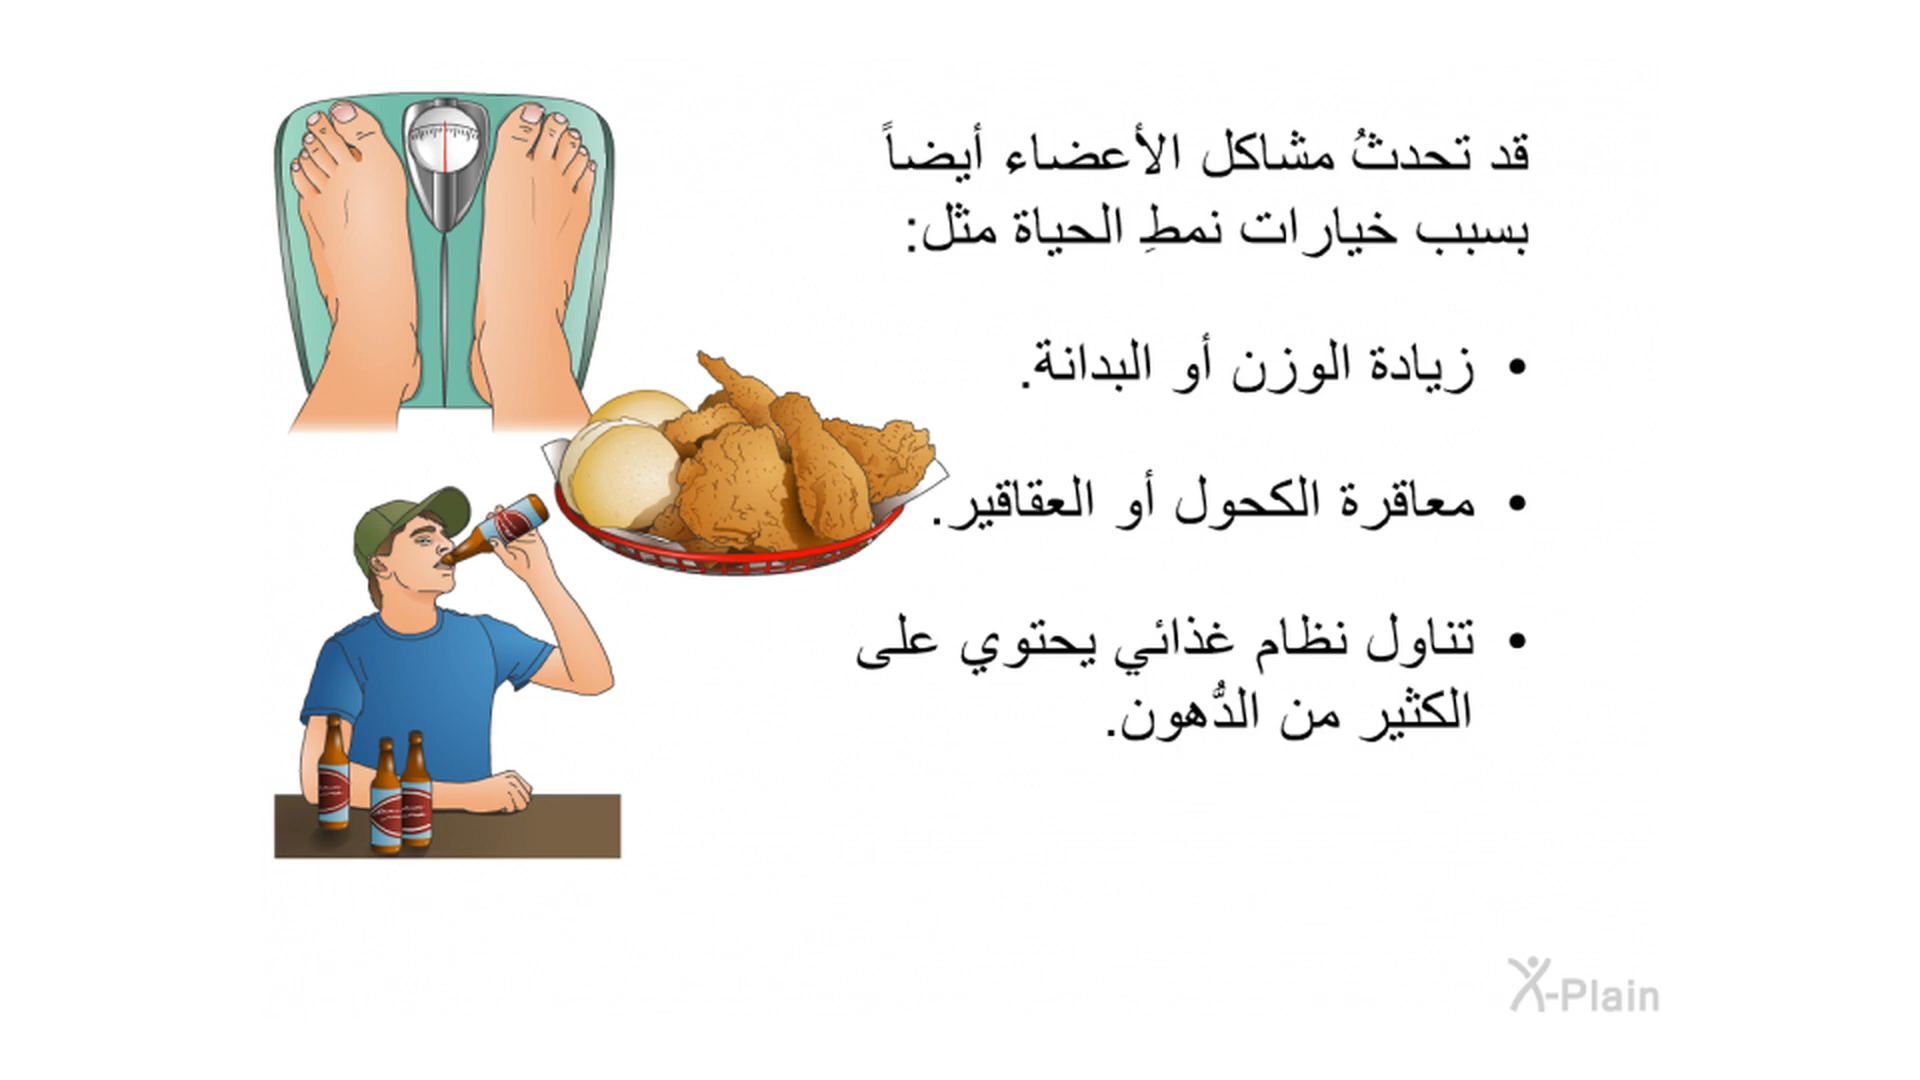 قد تحدثُ مشاكل الأعضاء أيضاً
بسبب خيارات نمطِ الحياة مثل:
• زيادة الوزن أو البدانة.
• معاقرة الكحول أو العقاقير.
• تناول نظام غذائي يحتوي على
الكثير من الدُّهون.
X-Plain